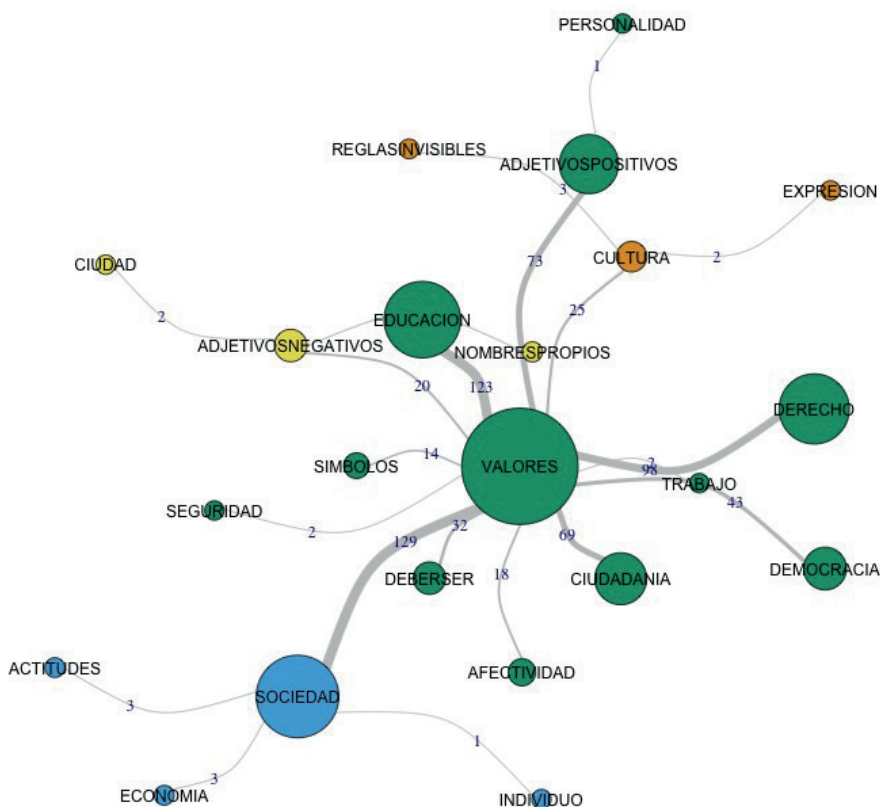 PERSONALIDAD
1
REGLASINVISIBLES
ADJETIVOSPOSITIVOS
3
EXPRESION
CULTURA
2
CIUDAD
73
25
2
EDUCACION
ADJETIVOSNEGATIVOS
NOMBRESPROPIOS
20
123
DERECHO
SIMBOLOS
14
VALORES
2
98
TRABAJO
SEGURIDAD
43
2
32
129
69
DEBERSER
18
CIUDADANIA
DEMOCRACIA
AFECTIVIDAD
ACTITUDES
SOCIEDAD
3
1
3
ECONOMIA
INDIVIDUO